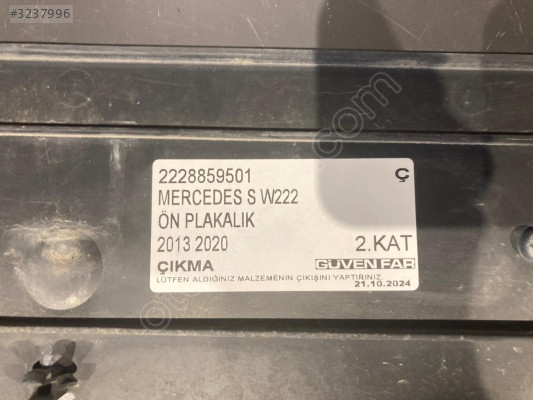 #3237996
2228859501
Ç
MERCEDES S W222
ÖN PLAKALIK
2013 2020
2.KAT
ÇIKMA
GÜVEN FAR
LÜTFEN ALDIĞINIZ MALZEMENİN ÇIKIŞINI YAPTIRINIZ.
21.10.2024